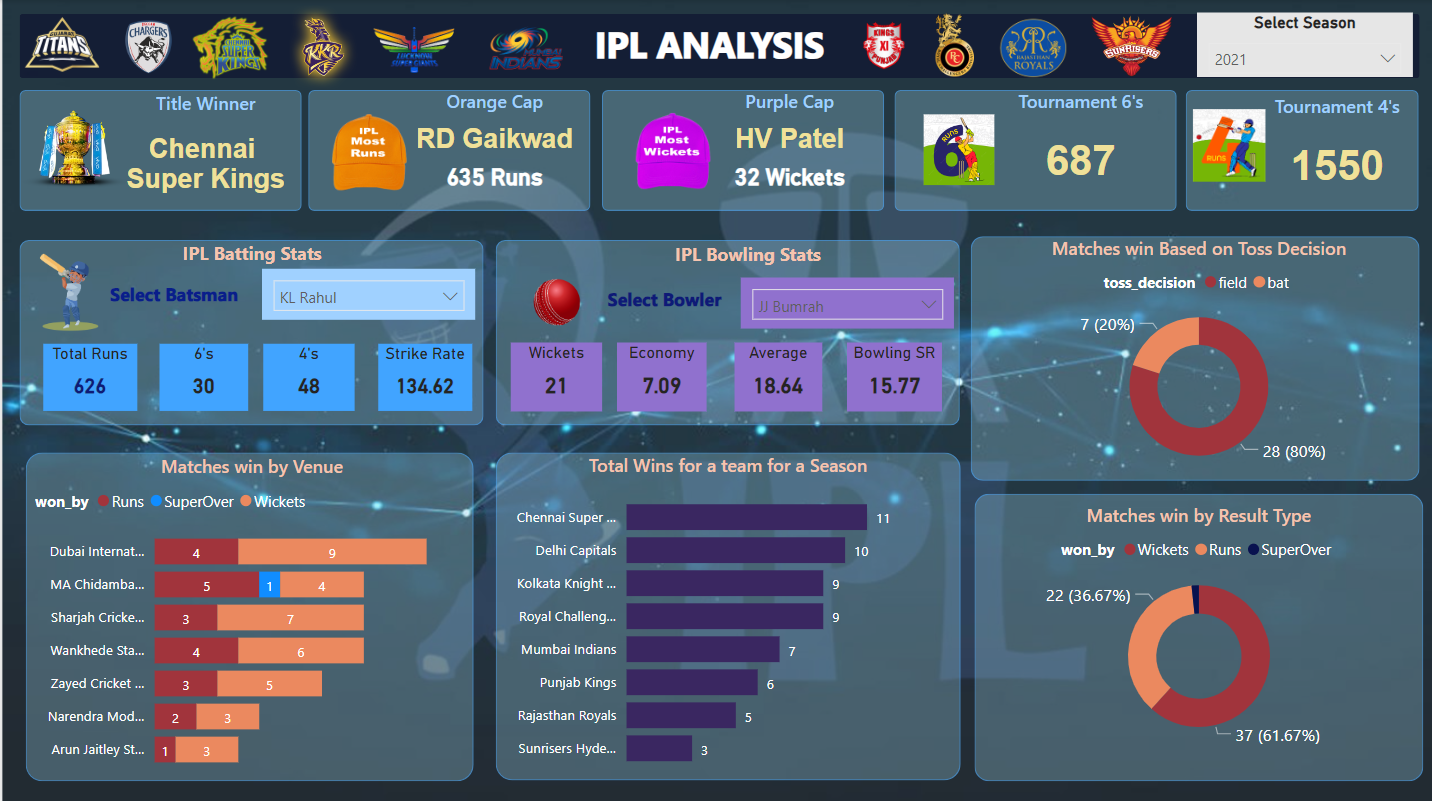 GUJARAT
TITANS
CHARGERS
SUPER
KINGS
KKR
MUMBAI
INDIANS
IPL ANALYSIS
KINGS
XI
PUNJAB
RAJASTHAN
ROYALS
SUNRISERS
Select Season
2021
Title Winner
Chennai
Super Kings
Orange Cap
IPL
Most
Runs
RD Gaikwad
635 Runs
Purple Cap
IPL
Most
Wickets
HV Patel
32 Wickets
Tournament 6's
RUNS
6
687
Tournament 4's
4
RUNS
1550
IPL Batting Stats
Select Batsman
KL Rahul
Total Runs
626
6's
30
4's
48
Strike Rate
134.62
IPL Bowling Stats
Select Bowler
JJ Bumrah
Wickets
21
Economy
7.09
Average
18.64
Bowling SR
15.77
Matches win Based on Toss Decision
toss_decision field bat
7 (20%)
28 (80%)
Matches win by Venue
won_by Runs SuperOver Wickets
Dubai Internat... 4 9
MA Chidamba... 5 1 4
Sharjah Cricke... 3 7
Wankhede Sta... 4 6
Zayed Cricket ... 3 5
Narendra Mod... 2 3
Arun Jaitley St... 1 3
Total Wins for a team for a Season
Chennai Super ... 11
Delhi Capitals 10
Kolkata Knight ... 9
Royal Challeng... 9
Mumbai Indians 7
Punjab Kings 6
Rajasthan Royals 5
Sunrisers Hyde... 3
Matches win by Result Type
won_by Wickets Runs SuperOver
22 (36.67%)
37 (61.67%)
IPL